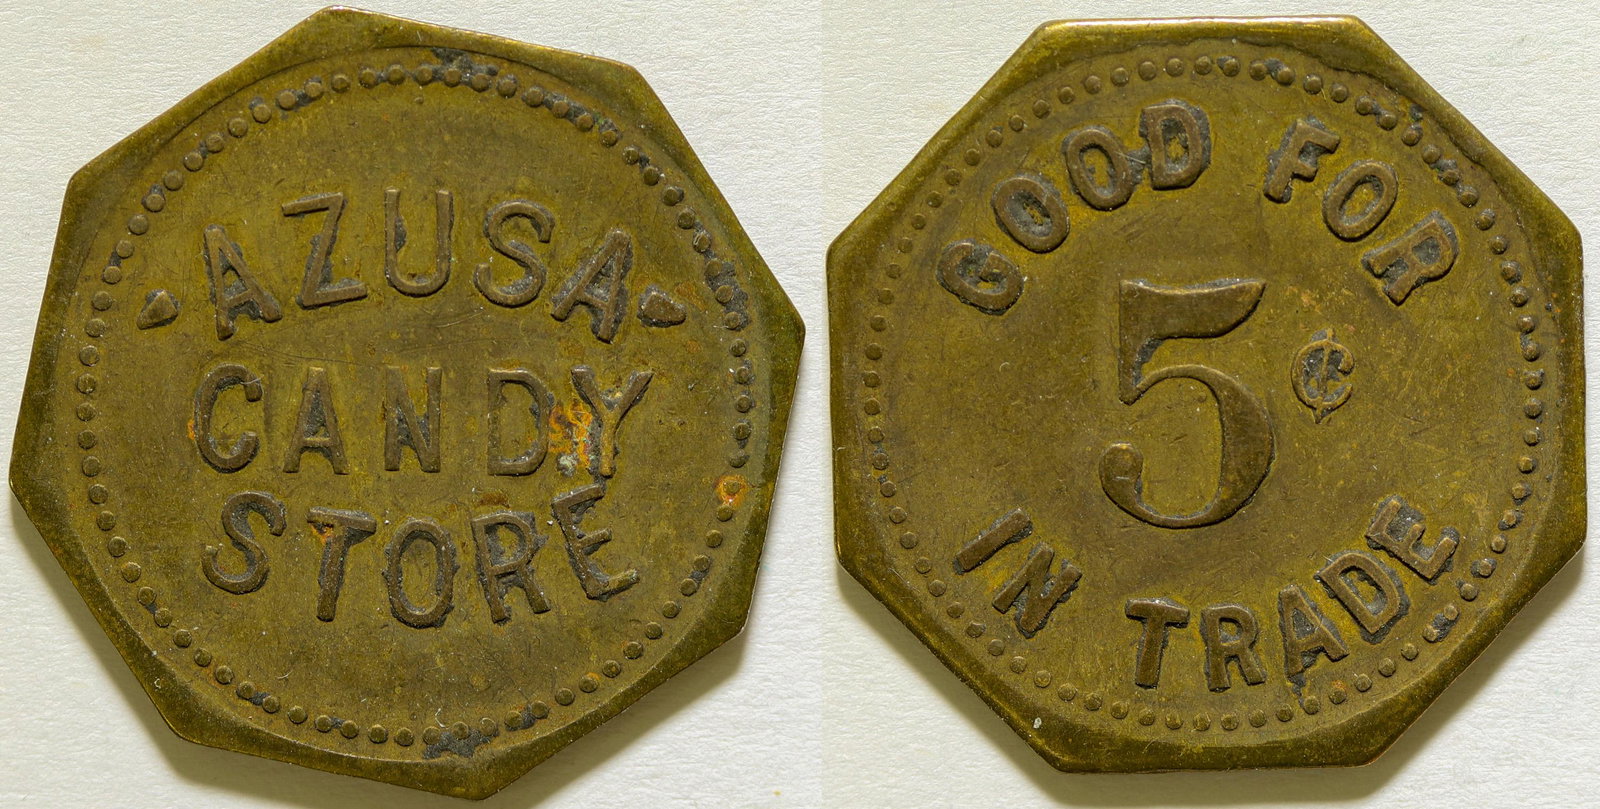 AZUSA
CANDY
STORE
GOOD FOR
5¢
IN TRADE